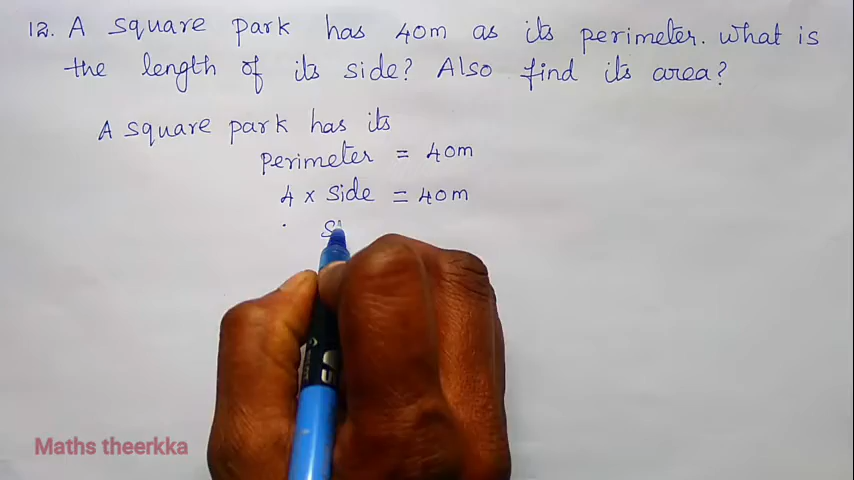 12. A square park has 40m as its perimeter. What is
the length of its side? Also find its area?
A square park has its
Perimeter = 40m
4 x side = 40m
Maths theerkka